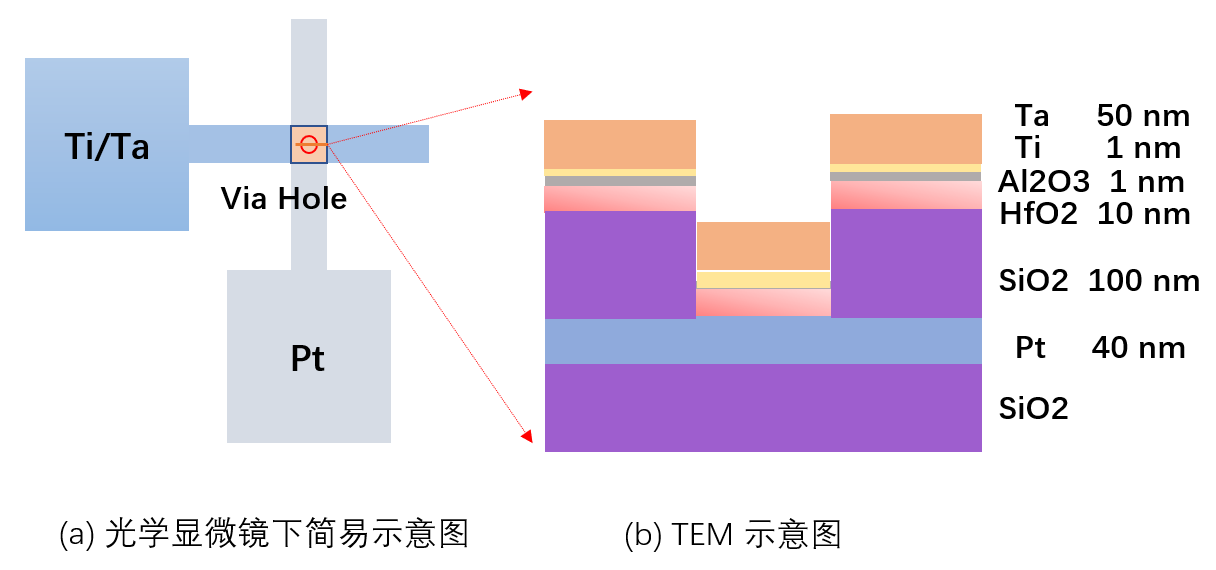 Ti/Ta
Via Hole
Pt
Ta 50 nm
Ti 1 nm
Al2O3 1 nm
HfO2 10 nm
SiO2 100 nm
Pt 40 nm
SiO2
(a) 光学显微镜下简易示意图
(b) TEM 示意图